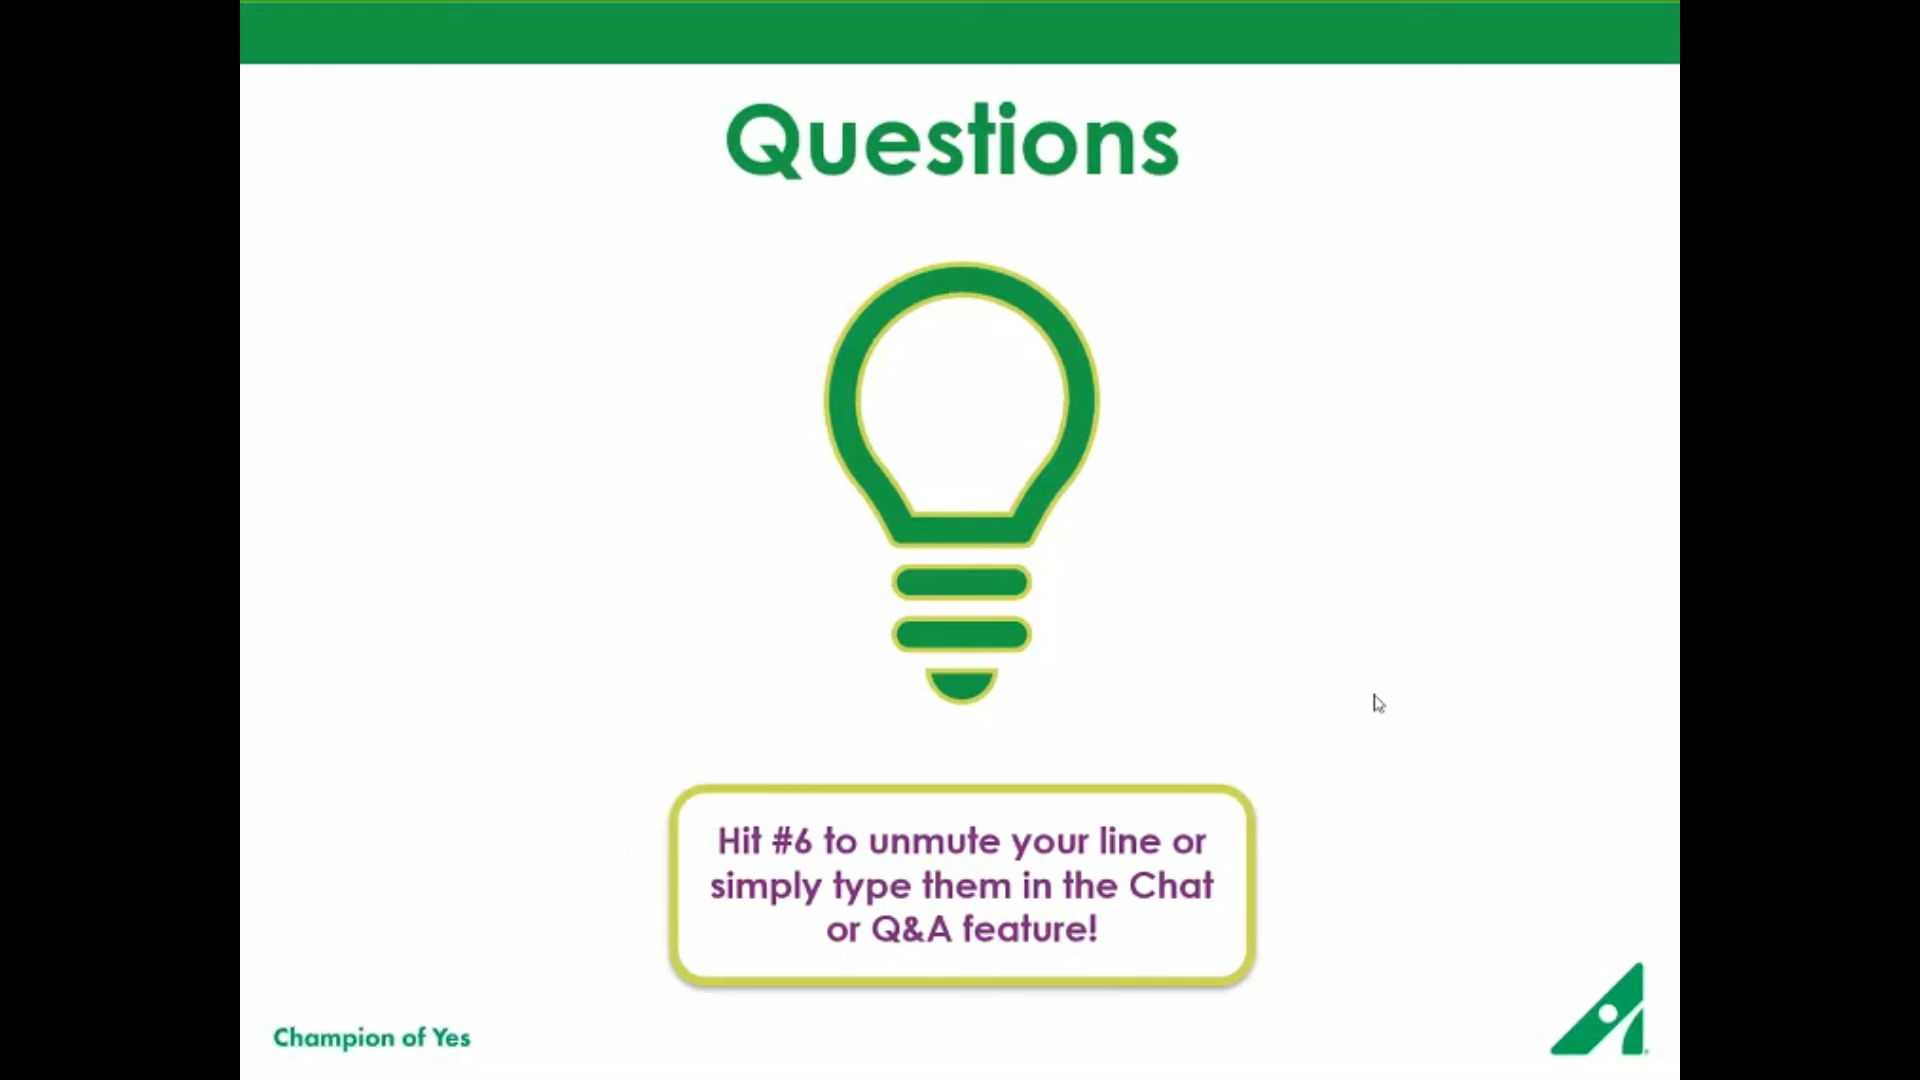 Questions
Hit #6 to unmute your line or
simply type them in the Chat
or Q&A feature!
Champion of Yes